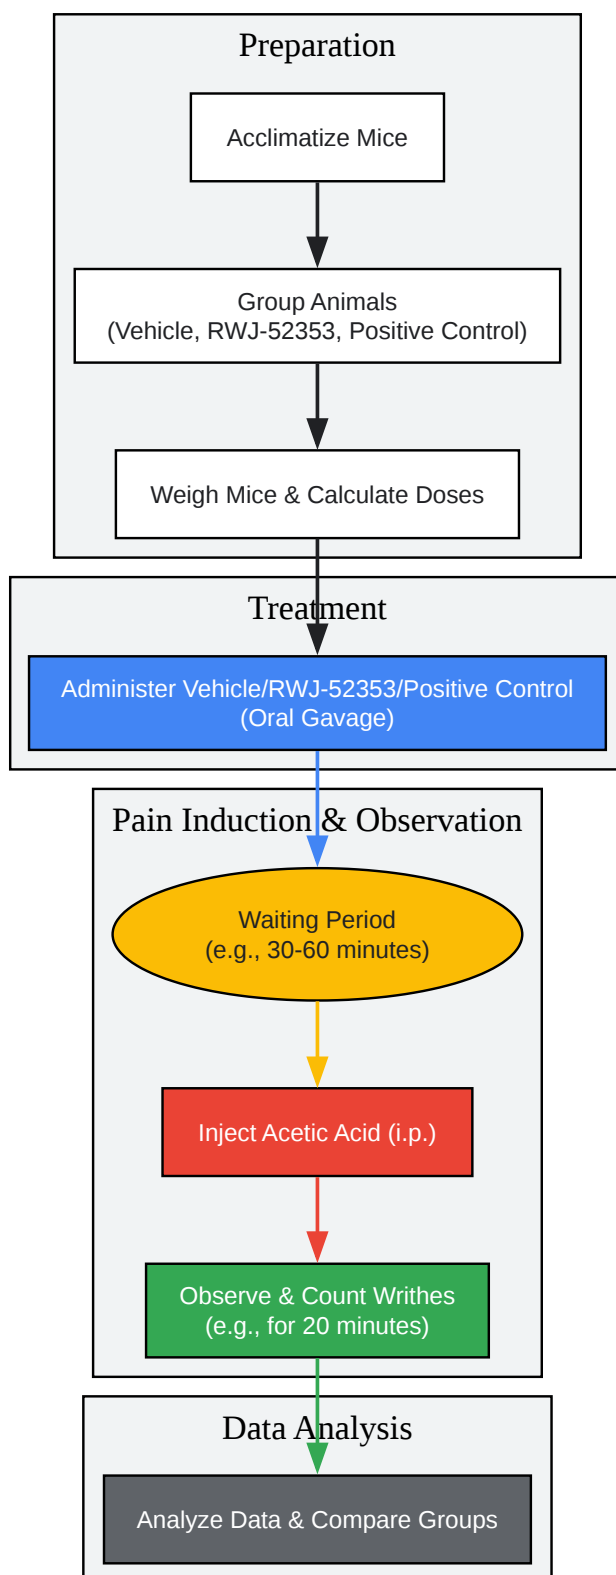 Preparation
Acclimatize Mice
Group Animals
(Vehicle, RWJ-52353, Positive Control)
Weigh Mice & Calculate Doses
Treatment
Administer Vehicle/RWJ-52353/Positive Control
(Oral Gavage)
Pain Induction & Observation
Waiting Period
(e.g., 30-60 minutes)
Inject Acetic Acid (i.p.)
Observe & Count Writhes
(e.g., for 20 minutes)
Data Analysis
Analyze Data & Compare Groups